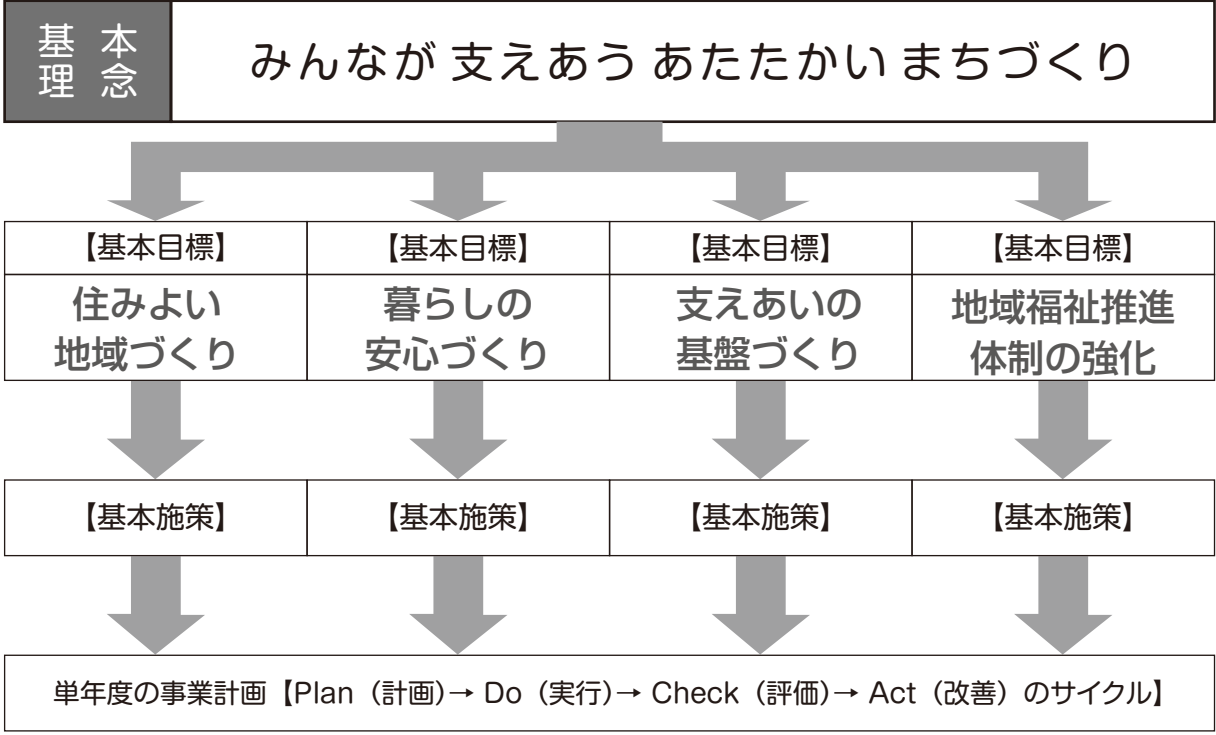 基本
理念
みんなが 支えあう あたたかい まちづくり
【基本目標】
住みよい
地域づくり
【基本目標】
暮らしの
安心づくり
【基本目標】
支えあいの
基盤づくり
【基本目標】
地域福祉推進
体制の強化
【基本施策】
【基本施策】
【基本施策】
【基本施策】
単年度の事業計画【Plan（計画）→ Do（実行）→ Check（評価）→ Act（改善）のサイクル】